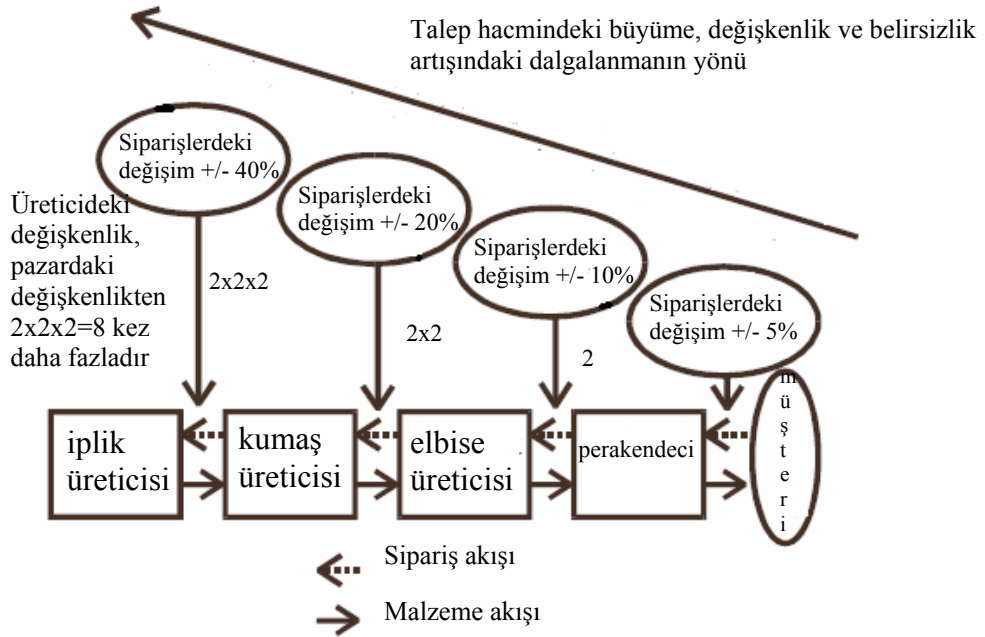 Talep hacmindeki büyüme, değişkenlik ve belirsizlik
artışındaki dalgalanmanın yönü
Siparişlerdeki
değişim +/- 40%
Siparişlerdeki
değişim +/- 20%
Siparişlerdeki
değişim +/- 10%
Siparişlerdeki
değişim +/- 5%
Üreticideki
değişkenlik,
pazardaki
değişkenlikten
2x2x2=8 kez
daha fazladır
2x2x2
2x2
2
iplik
üreticisi
kumaş
üreticisi
elbise
üreticisi
perakendeci
m
ü
ş
t
e
r
i
Sipariş akışı
Malzeme akışı